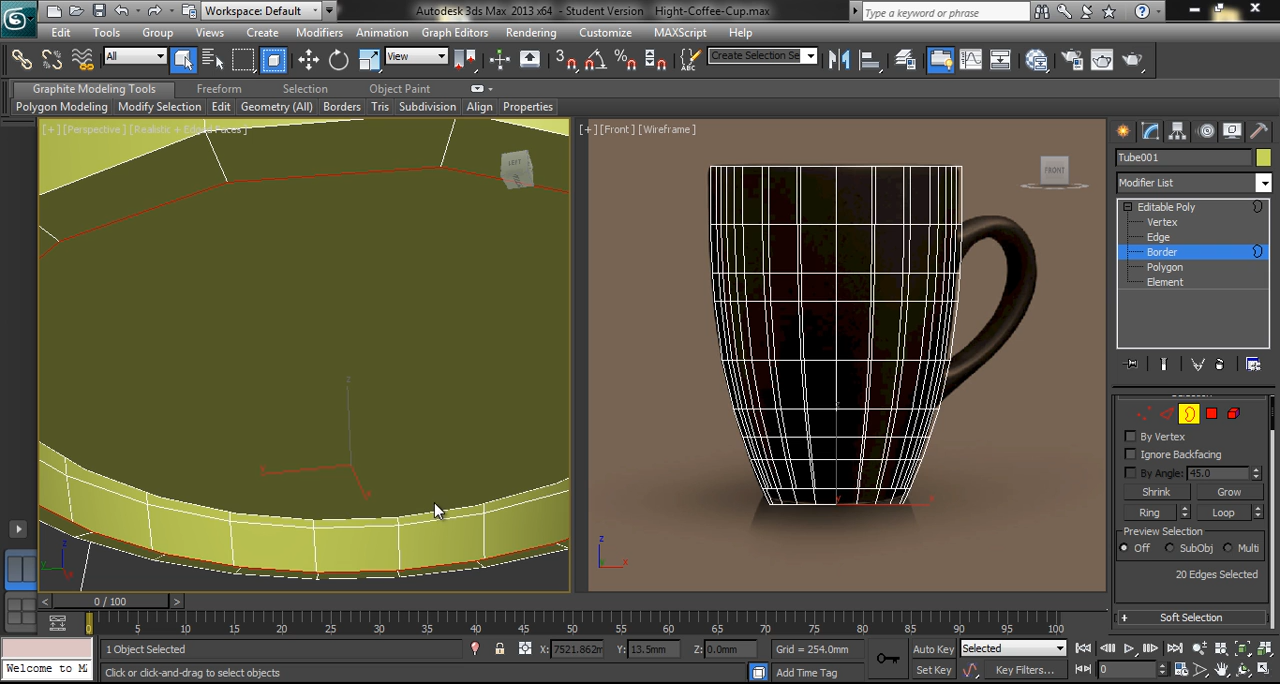 Workspace: Default
Autodesk 3ds Max 2013 x64 - Student Version Hight-Coffee-Cup.max
Type a keyword or phrase
Edit Tools Group Views Create Modifiers Animation Graph Editors Rendering Customize MAXScript Help
All View 3 Create Selection Se
Graphite Modeling Tools Freeform Selection Object Paint
Polygon Modeling Modify Selection Edit Geometry (All) Borders Tris Subdivision Align Properties
[+][Perspective][Realistic + Edged Faces]
[+][Front][Wireframe]
LEFT
FRONT
Tube001
Modifier List
Editable Poly
Vertex
Edge
Border
Polygon
Element
Selection
By Vertex
Ignore Backfacing
By Angle: 45.0
Shrink Grow
Ring Loop
Preview Selection
Off SubObj Multi
20 Edges Selected
+ Soft Selection
z
x
y
z
x
y
z
x
y
x
< 0 / 100 >
0 5 10 15 20 25 30 35 40 45 50 55 60 65 70 75 80 85 90 95 100
1 Object Selected X: 7521.862m Y: 13.5mm Z: 0.0mm Grid = 254.0mm Auto Key Selected
Welcome to M Click or click-and-drag to select objects Add Time Tag Set Key Key Filters... 0